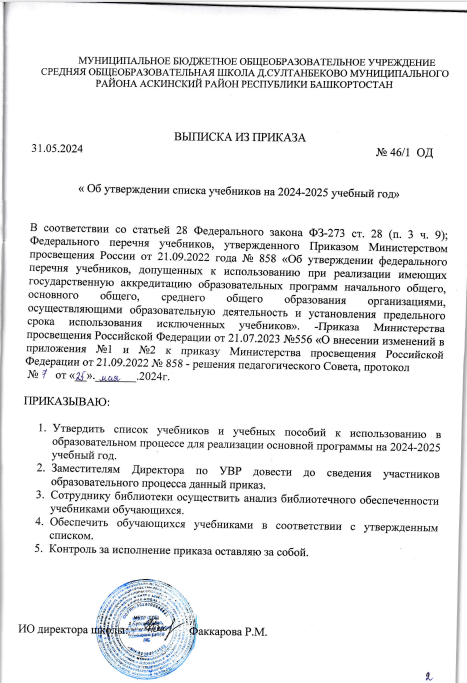 МУНИЦИПАЛЬНОЕ БЮДЖЕТНОЕ ОБЩЕОБРАЗОВАТЕЛЬНОЕ УЧРЕЖДЕНИЕ
СРЕДНЯЯ ОБЩЕОБРАЗОВАТЕЛЬНАЯ ШКОЛА Д.СУЛТАНБЕКОВО МУНИЦИПАЛЬНОГО
РАЙОНА АСКИНСКИЙ РАЙОН РЕСПУБЛИКИ БАШКОРТОСТАН
ВЫПИСКА ИЗ ПРИКАЗА
31.05.2024 № 46/1 ОД
« Об утверждении списка учебников на 2024-2025 учебный год»
В соответствии со статьей 28 Федерального закона ФЗ-273 ст. 28 (п. 3 ч. 9);
Федерального перечня учебников, утвержденного Приказом Министерством
просвещения России от 21.09.2022 года № 858 «Об утверждении федерального
перечня учебников, допущенных к использованию при реализации имеющих
государственную аккредитацию образовательных программ начального общего,
основного общего, среднего общего образования организациями,
осуществляющими образовательную деятельность и установления предельного
срока использования исключенных учебников». -Приказа Министерства
просвещения Российской Федерации от 21.07.2023 №556 «О внесении изменений в
приложения №1 и №2 к приказу Министерства просвещения Российской
Федерации от 21.09.2022 № 858 - решения педагогического Совета, протокол
№ 7 от «25». мая .2024г.
ПРИКАЗЫВАЮ:
1. Утвердить список учебников и учебных пособий к использованию в
образовательном процессе для реализации основной программы на 2024-2025
учебный год.
2. Заместителям Директора по УВР довести до сведения участников
образовательного процесса данный приказ.
3. Сотруднику библиотеки осуществить анализ библиотечного обеспеченности
учебниками обучающихся.
4. Обеспечить обучающихся учебниками в соответствии с утвержденным
списком.
5. Контроль за исполнение приказа оставляю за собой.
ИО директора школы: Факкарова Р.М.
2